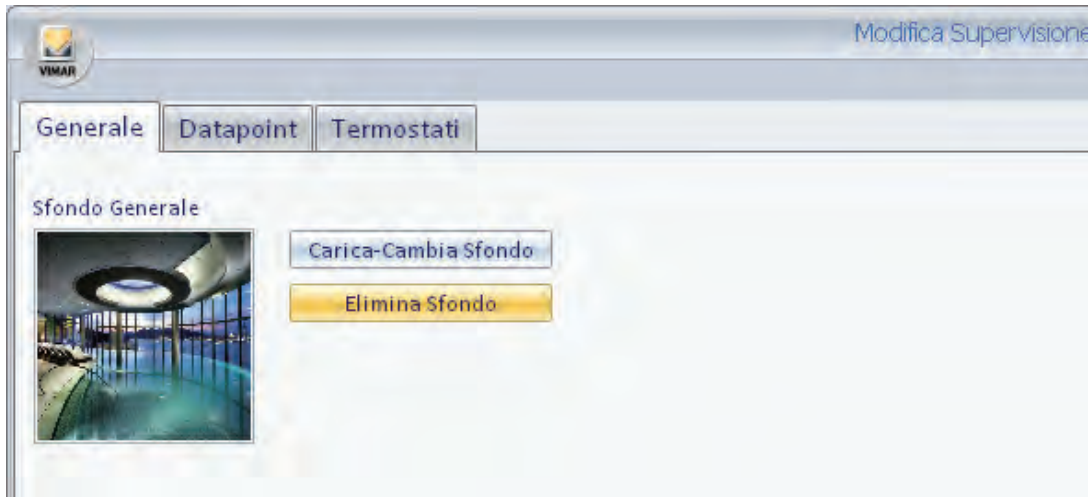 Modifica Supervisione
VIMAR
Generale Datapoint Termostati
Sfondo Generale
Carica-Cambia Sfondo
Elimina Sfondo